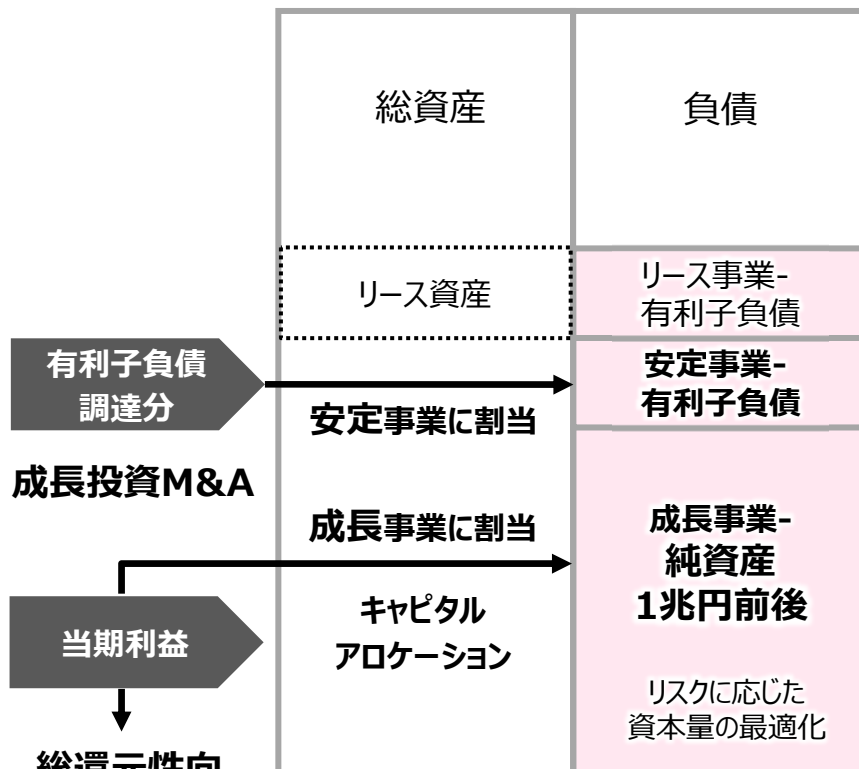 総資産
負債
リース資産
リース事業-
有利子負債
有利子負債
調達分
安定事業に割当
安定事業-
有利子負債
成長投資M&A
成長事業に割当
成長事業-
純資産
1兆円前後
当期利益
キャピタル
アロケーション
リスクに応じた
資本量の最適化
総還元性向